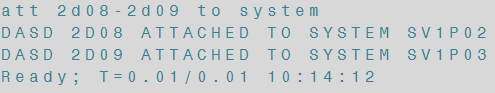 att 2d08-2d09 to system
DASD 2D08 ATTACHED TO SYSTEM SV1P02
DASD 2D09 ATTACHED TO SYSTEM SV1P03
Ready; T=0.01/0.01 10:14:12